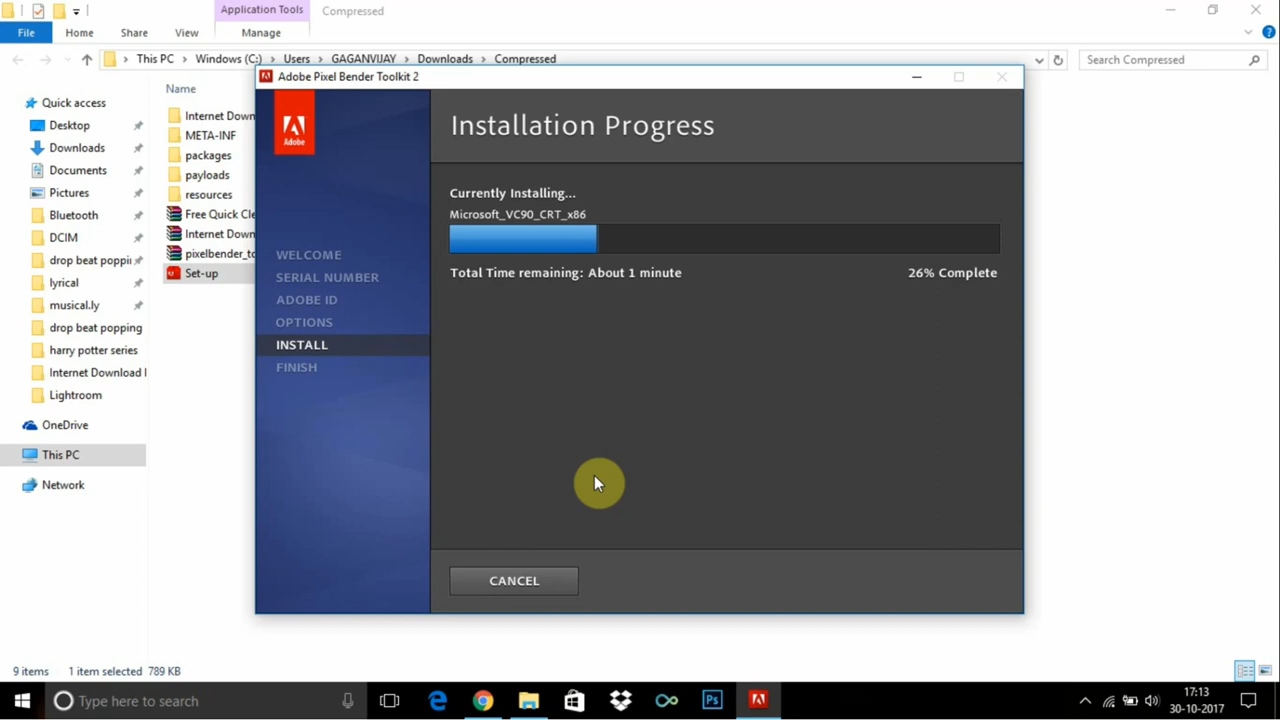 Application Tools
Compressed
File
Home
Share
View
Manage
This PC
Windows (C:)
Users
GAGANVIJAY
Downloads
Compressed
Search Compressed
Name
Quick access
Desktop
Downloads
Documents
Pictures
Bluetooth
DCIM
drop beat poppi
lyrical
musical.ly
drop beat popping
harry potter series
Internet Download
Lightroom
OneDrive
This PC
Network
Internet Down
META-INF
packages
payloads
resources
Free Quick Cle
Internet Down
pixelbender_to
Set-up
Adobe Pixel Bender Toolkit 2
Adobe
WELCOME
SERIAL NUMBER
ADOBE ID
OPTIONS
INSTALL
FINISH
Installation Progress
Currently Installing...
Microsoft_VC90_CRT_x86
Total Time remaining: About 1 minute
26% Complete
CANCEL
9 items
1 item selected 789 KB
Type here to search
Ps
17:13
30-10-2017